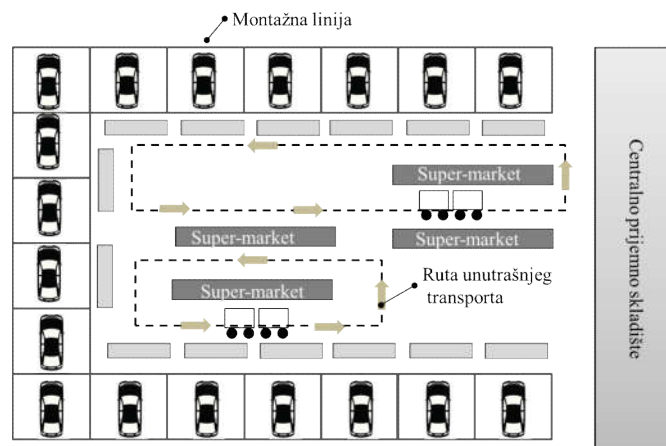 Montažna linija
Super-market
Super-market
Super-market
Super-market
Ruta unutrašnjeg
transporta
Centralno prijemno skladište